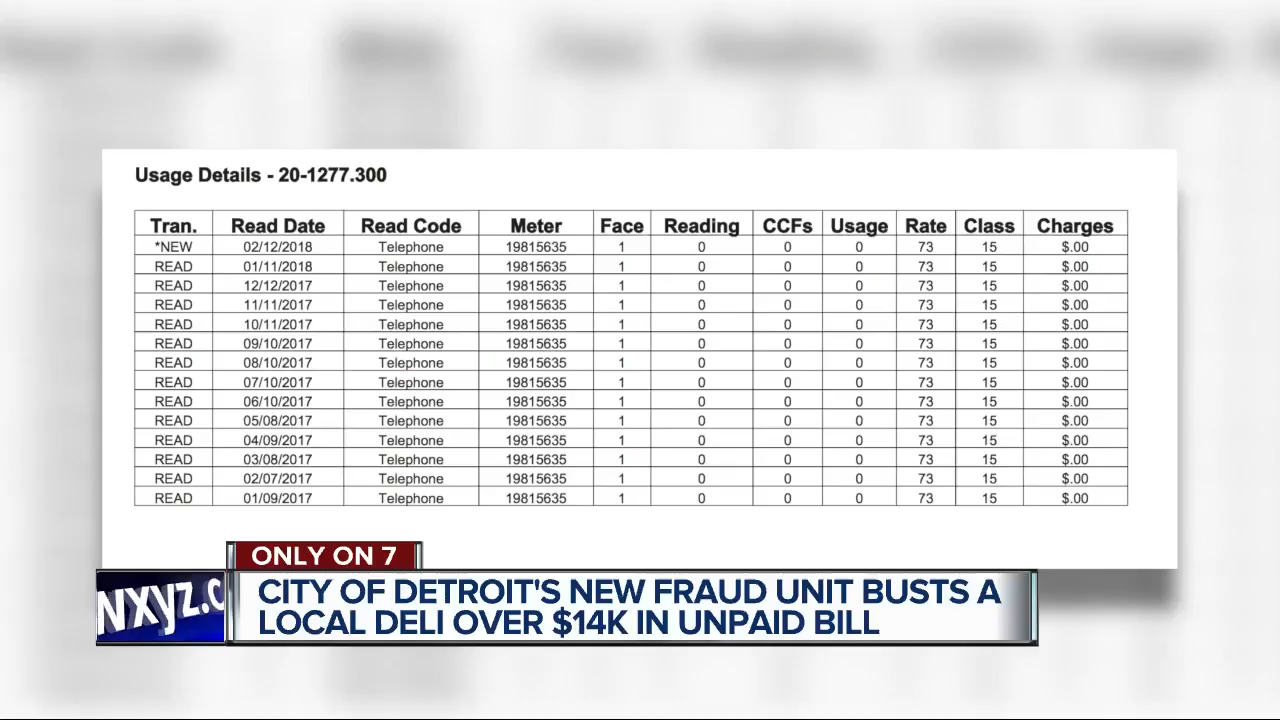 Usage Details - 20-1277.300
Tran. Read Date Read Code Meter Face Reading CCFs Usage Rate Class Charges
*NEW 02/12/2018 Telephone 19815635 1 0 0 0 73 15 $.00
READ 01/11/2018 Telephone 19815635 1 0 0 0 73 15 $.00
READ 12/12/2017 Telephone 19815635 1 0 0 0 73 15 $.00
READ 11/11/2017 Telephone 19815635 1 0 0 0 73 15 $.00
READ 10/11/2017 Telephone 19815635 1 0 0 0 73 15 $.00
READ 09/10/2017 Telephone 19815635 1 0 0 0 73 15 $.00
READ 08/10/2017 Telephone 19815635 1 0 0 0 73 15 $.00
READ 07/10/2017 Telephone 19815635 1 0 0 0 73 15 $.00
READ 06/10/2017 Telephone 19815635 1 0 0 0 73 15 $.00
READ 05/08/2017 Telephone 19815635 1 0 0 0 73 15 $.00
READ 04/09/2017 Telephone 19815635 1 0 0 0 73 15 $.00
READ 03/08/2017 Telephone 19815635 1 0 0 0 73 15 $.00
READ 02/07/2017 Telephone 19815635 1 0 0 0 73 15 $.00
READ 01/09/2017 Telephone 19815635 1 0 0 0 73 15 $.00
ONLY ON 7
wxyz.c
CITY OF DETROIT'S NEW FRAUD UNIT BUSTS A
LOCAL DELI OVER $14K IN UNPAID BILL